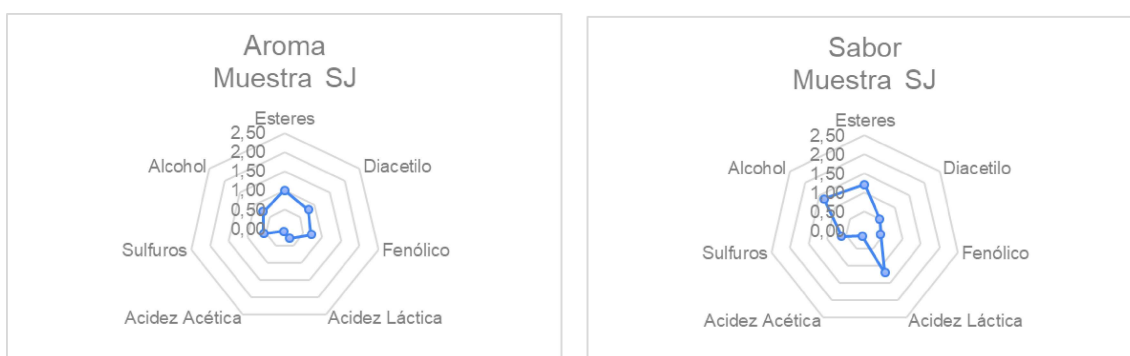 Aroma
Muestra SJ
Esteres
2,50
2,00
1,50
1,00
0,50
0,00
Alcohol
Diacetilo
Sulfuros
Fenólico
Acidez Acética
Acidez Láctica
Sabor
Muestra SJ
Esteres
2,50
2,00
1,50
1,00
0,50
0,00
Alcohol
Diacetilo
Sulfuros
Fenólico
Acidez Acética
Acidez Láctica